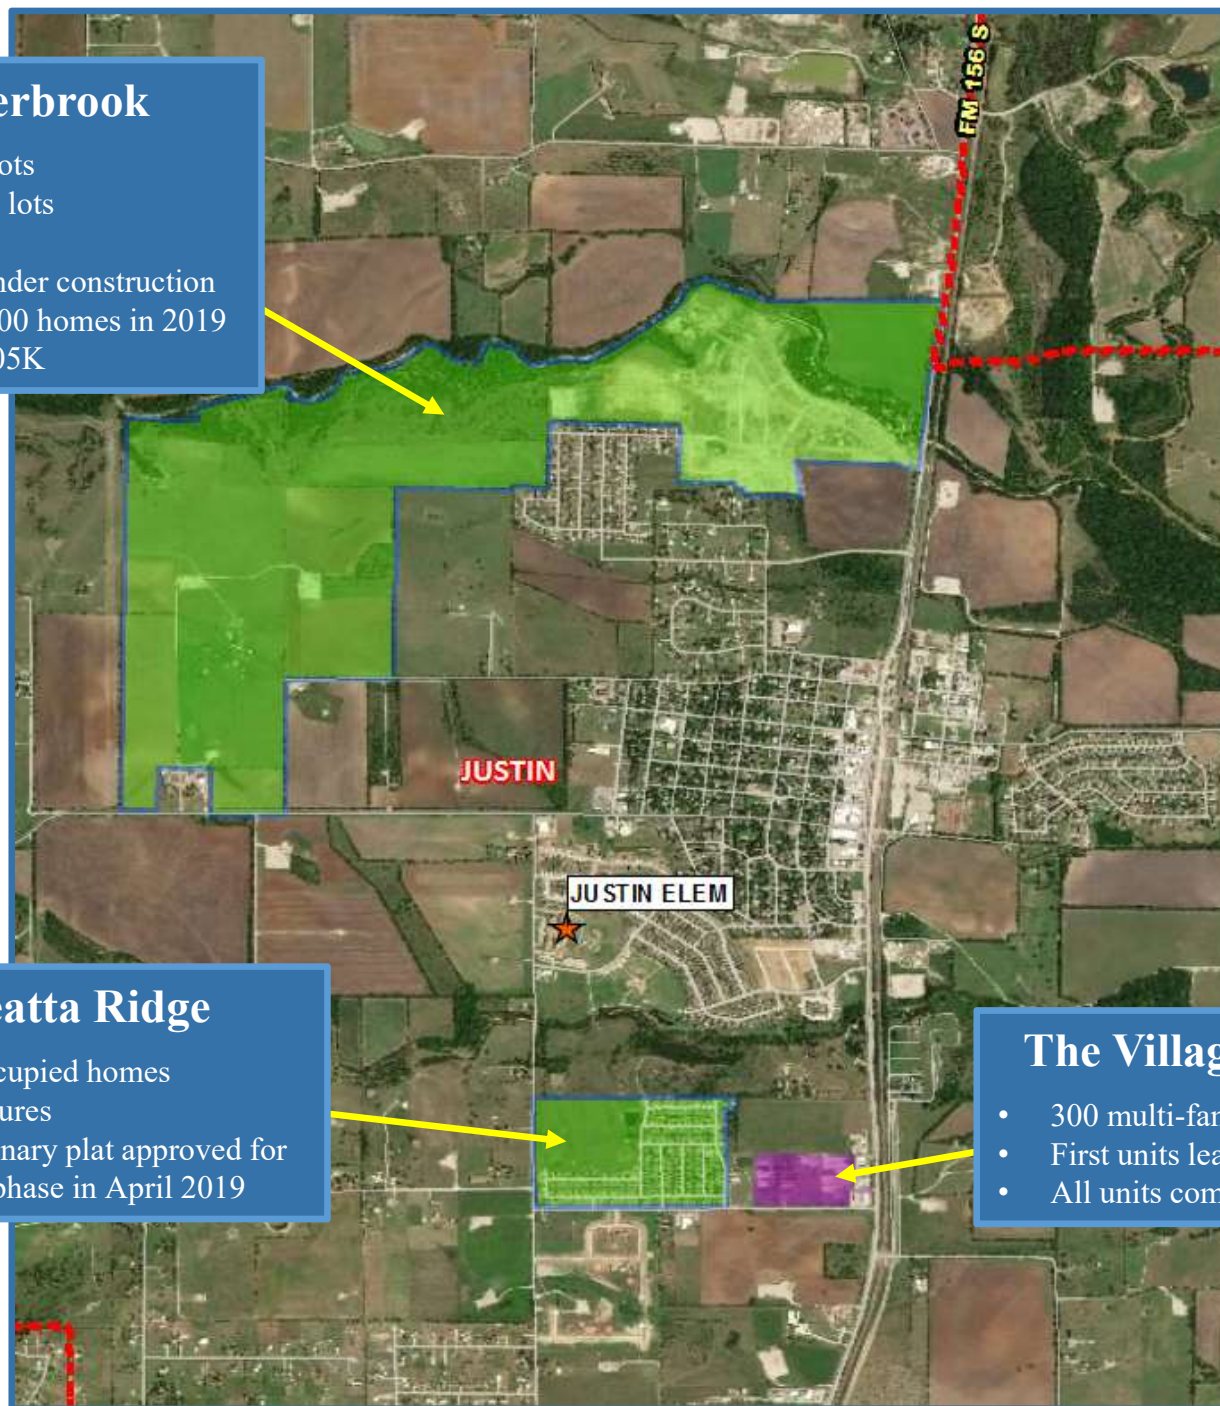 FM 156 S
erbrook
ots
lots
nder construction
00 homes in 2019
05K
JUSTIN
JUSTIN ELEM
eatta Ridge
cupied homes
ures
nary plat approved for
phase in April 2019
The Villag
• 300 multi-fam
• First units lea
• All units com